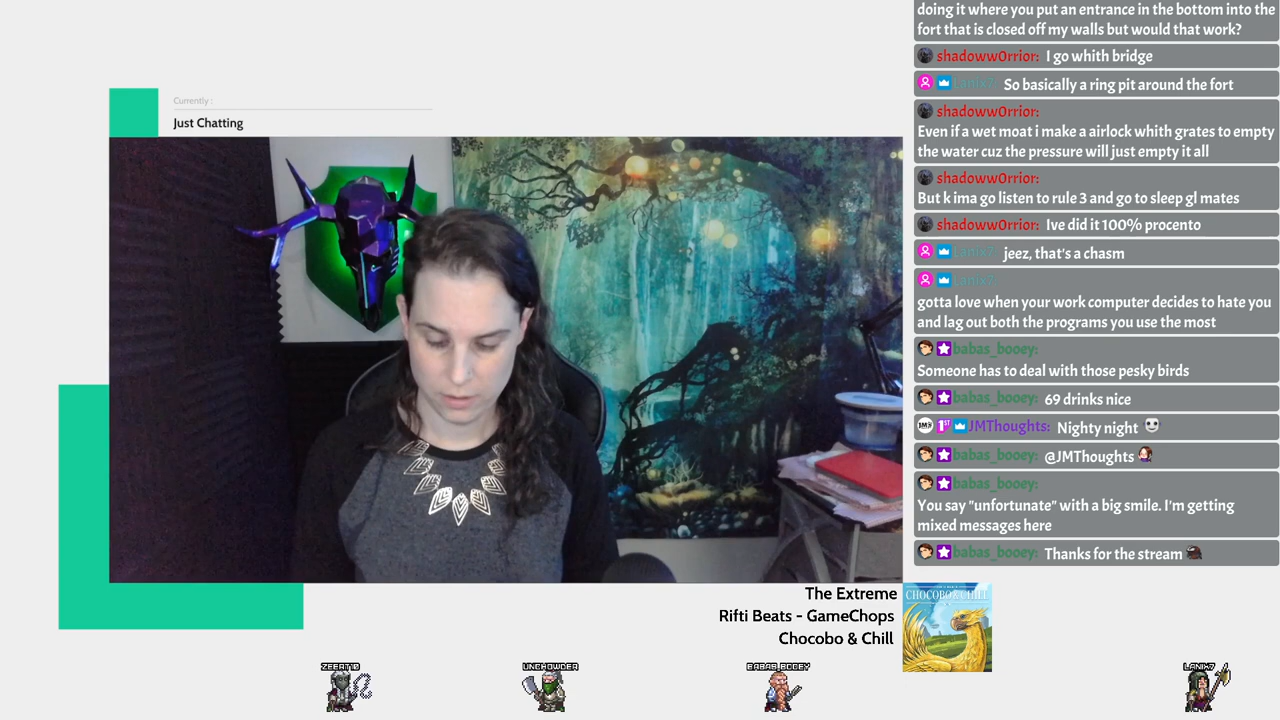 doing it where you put an entrance in the bottom into the
fort that is closed off my walls but would that work?
shadoww0rrior: I go whith bridge
Lanix7: So basically a ring pit around the fort
shadoww0rrior:
Even if a wet moat i make a airlock whith grates to empty
the water cuz the pressure will just empty it all
shadoww0rrior:
But k ima go listen to rule 3 and go to sleep gl mates
shadoww0rrior: Ive did it 100% procento
Lanix7: jeez, that's a chasm
Lanix7:
gotta love when your work computer decides to hate you
and lag out both the programs you use the most
babas_booey:
Someone has to deal with those pesky birds
babas_booey: 69 drinks nice
JMThoughts: Nighty night
babas_booey: @JMThoughts
babas_booey:
You say "unfortunate" with a big smile. I'm getting
mixed messages here
babas_booey: Thanks for the stream
Currently :
Just Chatting
The Extreme
Rifti Beats - GameChops
Chocobo & Chill
CHOCOBO & CHILL
UNCHOWDER
BABAS_BOOEY
LANIX7